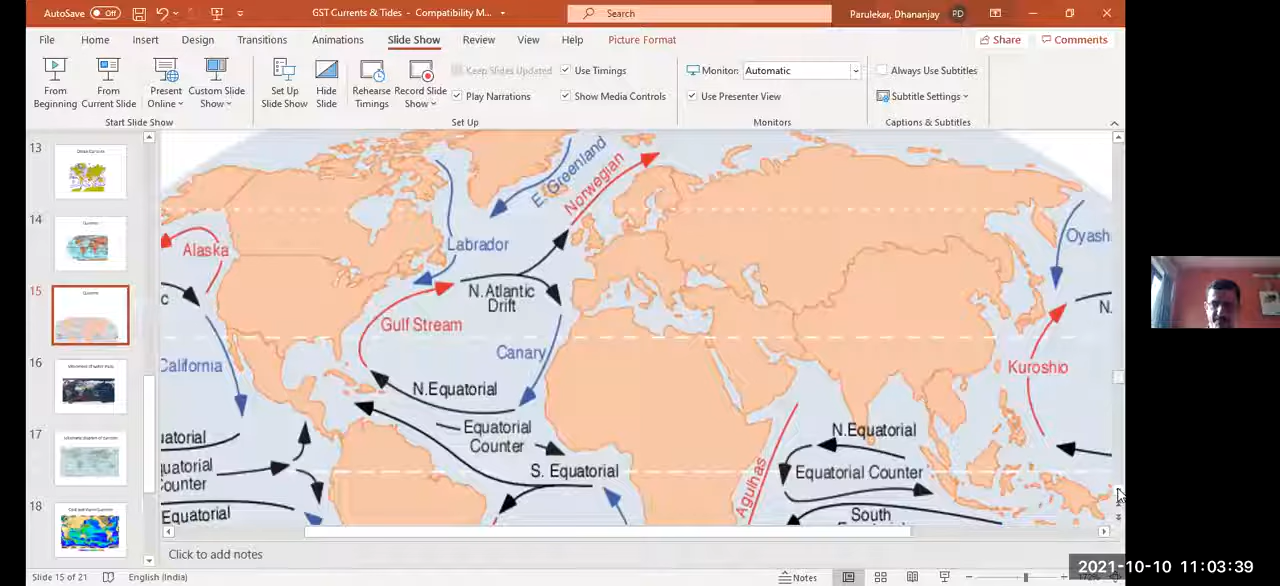 AutoSave Off GST Currents & Tides - Compatibility M... Search Parulekar, Dhananjay PD
File Home Insert Design Transitions Animations Slide Show Review View Help Picture Format Share Comments
From Beginning
From Current Slide
Present Online
Custom Slide Show
Set Up Slide Show
Hide Slide
Rehearse Timings
Record Slide Show
Keep Slides Updated
Play Narrations
Use Timings
Show Media Controls
Monitor: Automatic
Use Presenter View
Always Use Subtitles
Subtitle Settings
Start Slide Show Set Up Monitors Captions & Subtitles
13
14
15
16
17
18
E. Greenland
Norwegian
Labrador
Alaska
Oyash
N. Atlantic
Drift
c
N.
Gulf Stream
Canary
California
Kuroshio
N.Equatorial
Equatorial
Counter
N.Equatorial
uatorial
quatorial
ounter
S. Equatorial
Equatorial Counter
Agulhas
Equatorial
South
Click to add notes
Slide 15 of 21 English (India) Notes
2021-10-10 11:03:39